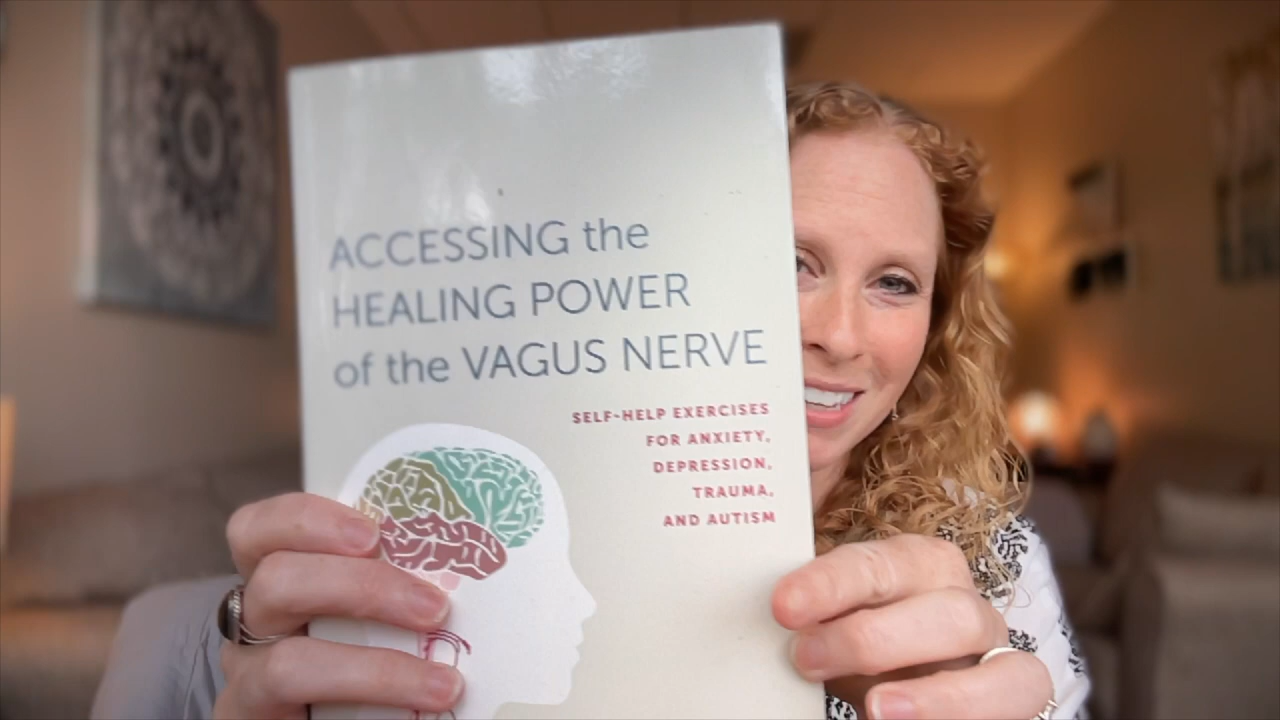 ACCESSING the
HEALING POWER
of the VAGUS NERVE
SELF-HELP EXERCISES
FOR ANXIETY,
DEPRESSION,
TRAUMA,
AND AUTISM